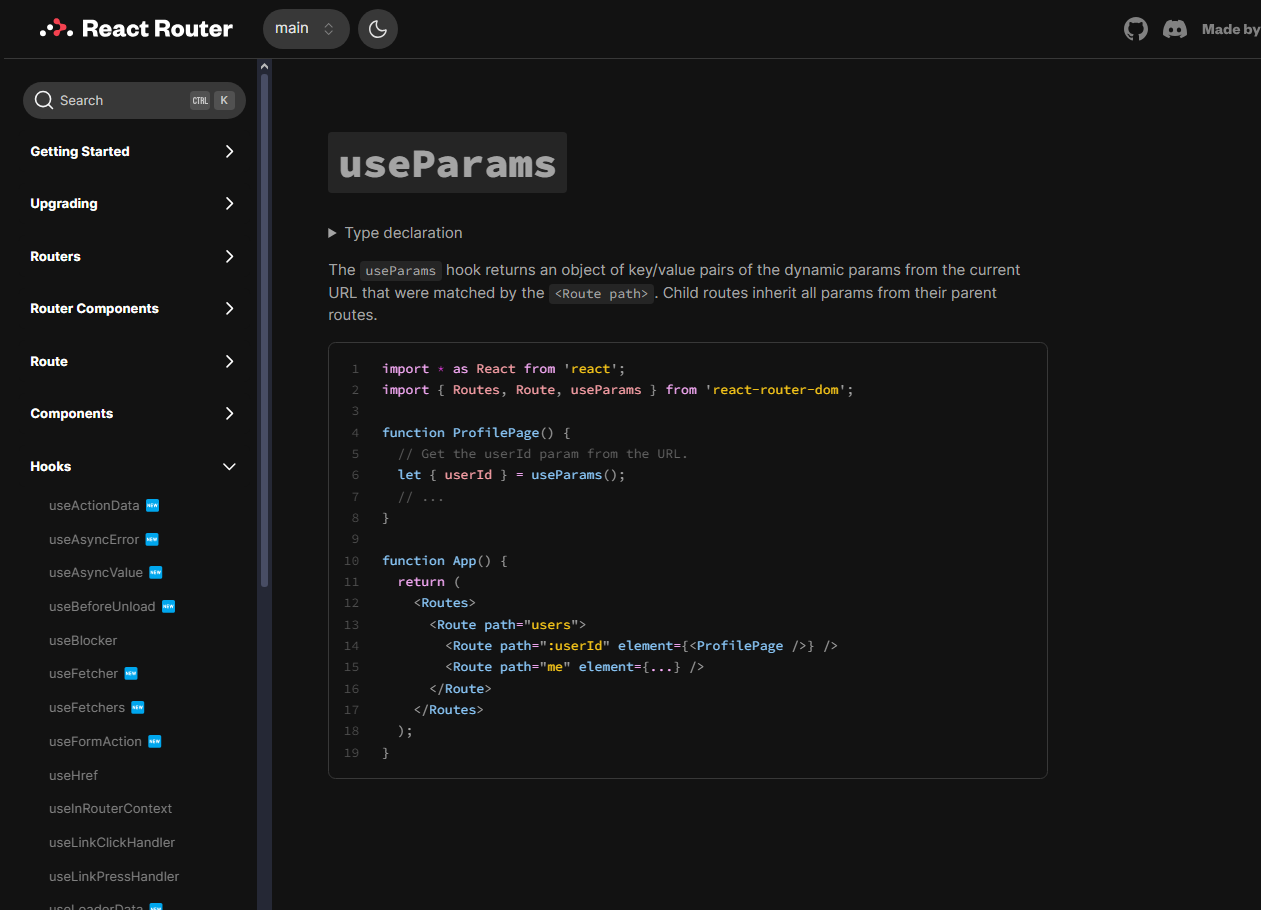 React Router
main
Made by
Search
CTRL K
Getting Started
Upgrading
Routers
Router Components
Route
Components
Hooks
useActionData NEW
useAsyncError NEW
useAsyncValue NEW
useBeforeUnload NEW
useBlocker
useFetcher NEW
useFetchers NEW
useFormAction NEW
useHref
useInRouterContext
useLinkClickHandler
useLinkPressHandler
useLoaderData NEW
useParams
Type declaration
The useParams hook returns an object of key/value pairs of the dynamic params from the current
URL that were matched by the <Route path>. Child routes inherit all params from their parent
routes.
1 import * as React from 'react';
2 import { Routes, Route, useParams } from 'react-router-dom';
3
4 function ProfilePage() {
5   // Get the userId param from the URL.
6   let { userId } = useParams();
7   // ...
8 }
9
10 function App() {
11   return (
12     <Routes>
13       <Route path="users">
14         <Route path=":userId" element={<ProfilePage />} />
15         <Route path="me" element={...} />
16       </Route>
17     </Routes>
18   );
19 }